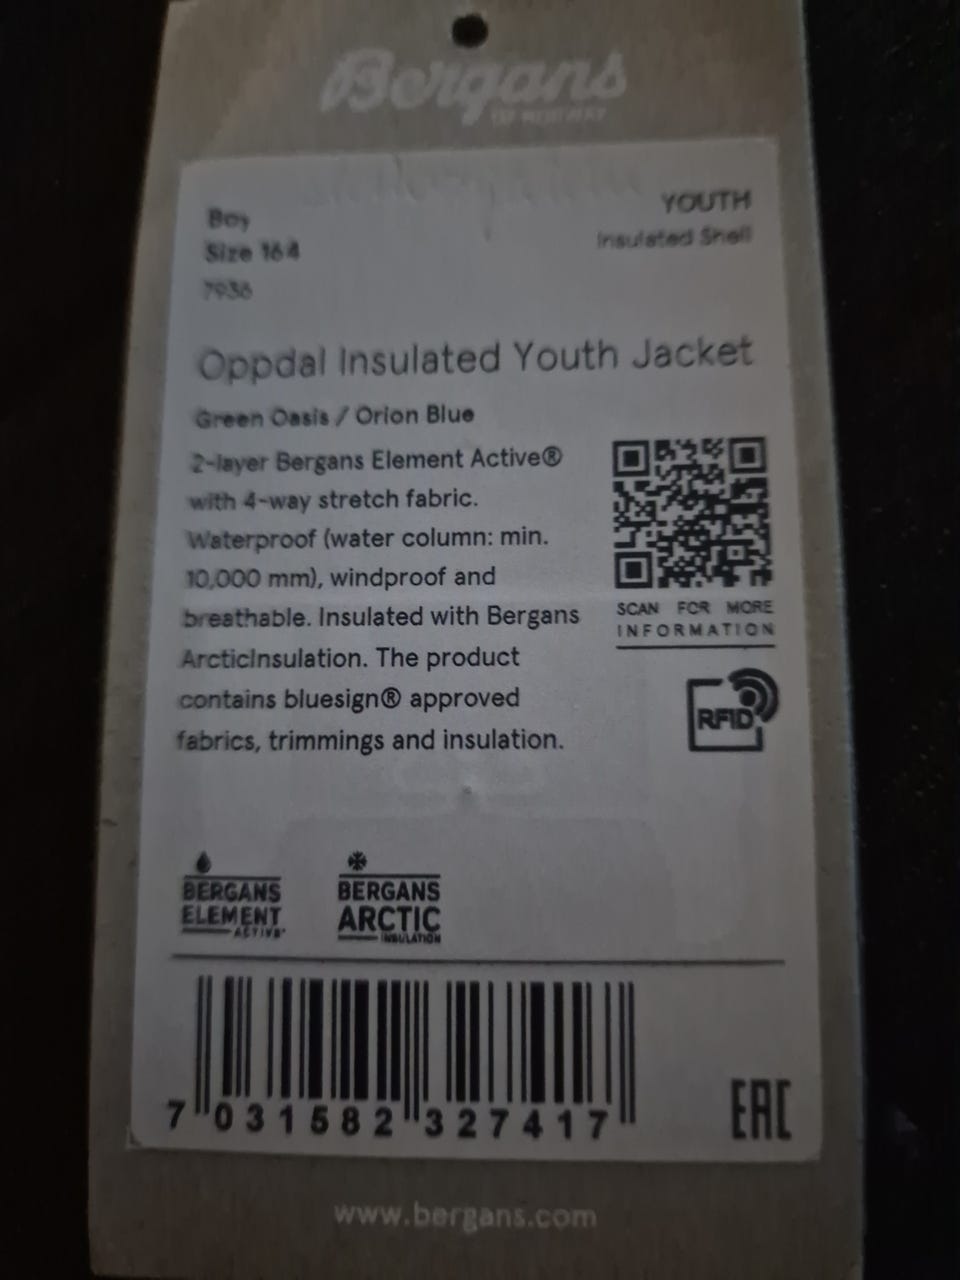 Bergans
OF NORWAY
Boy
Size 164
7936
YOUTH
Insulated Shell
Oppdal Insulated Youth Jacket
Green Oasis / Orion Blue
2-layer Bergans Element Active®
with 4-way stretch fabric.
Waterproof (water column: min.
10,000 mm), windproof and
breathable. Insulated with Bergans
ArcticInsulation. The product
contains bluesign® approved
fabrics, trimmings and insulation.
SCAN FOR MORE
INFORMATION
RFID
BERGANS
ELEMENT
ACTIVE®
BERGANS
ARCTIC
INSULATION
7 031582 327417
EAC
www.bergans.com